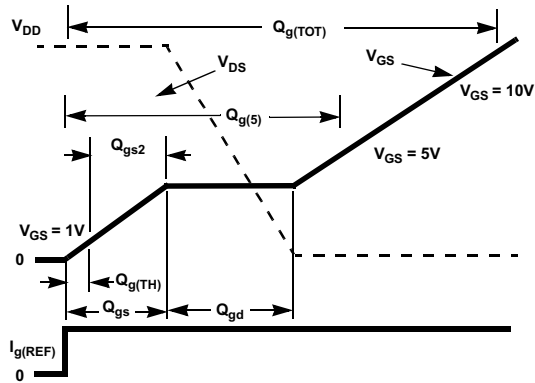 V_DD
Q_g(TOT)
V_DS
V_GS
V_GS = 10V
Q_g(5)
Q_gs2
V_GS = 5V
V_GS = 1V
0
Q_g(TH)
Q_gs
Q_gd
I_g(REF)
0